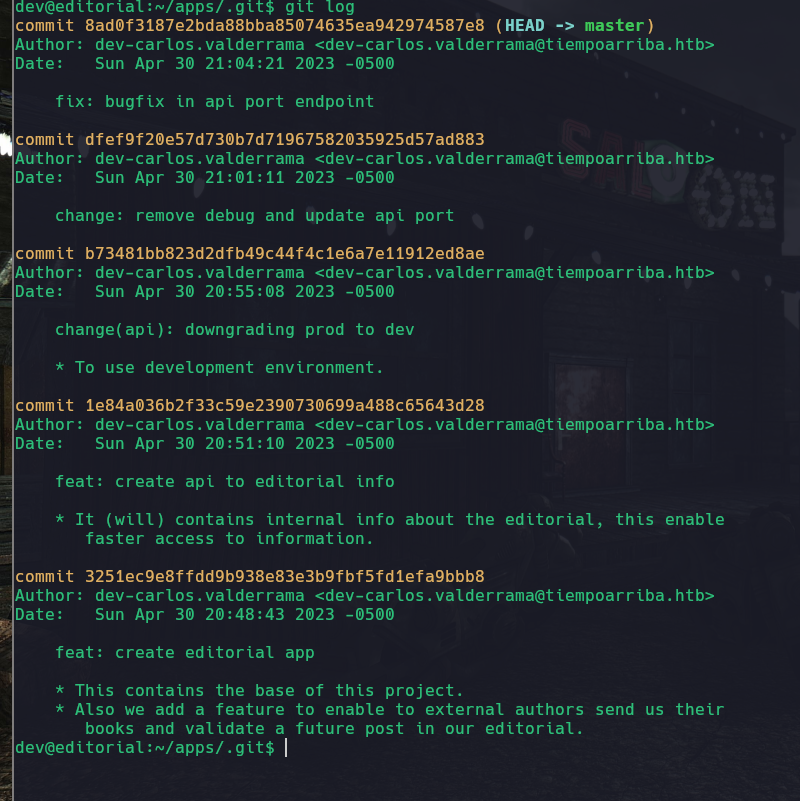 dev@editorial:~/apps/.git$ git log
commit 8ad0f3187e2bda88bba85074635ea942974587e8 (HEAD -> master)
Author: dev-carlos.valderrama <dev-carlos.valderrama@tiempoarriba.htb>
Date:   Sun Apr 30 21:04:21 2023 -0500
fix: bugfix in api port endpoint
commit dfef9f20e57d730b7d71967582035925d57ad883
Author: dev-carlos.valderrama <dev-carlos.valderrama@tiempoarriba.htb>
Date:   Sun Apr 30 21:01:11 2023 -0500
change: remove debug and update api port
commit b73481bb823d2dfb49c44f4c1e6a7e11912ed8ae
Author: dev-carlos.valderrama <dev-carlos.valderrama@tiempoarriba.htb>
Date:   Sun Apr 30 20:55:08 2023 -0500
change(api): downgrading prod to dev
* To use development environment.
commit 1e84a036b2f33c59e2390730699a488c65643d28
Author: dev-carlos.valderrama <dev-carlos.valderrama@tiempoarriba.htb>
Date:   Sun Apr 30 20:51:10 2023 -0500
feat: create api to editorial info
* It (will) contains internal info about the editorial, this enable
faster access to information.
commit 3251ec9e8ffdd9b938e83e3b9fbf5fd1efa9bbb8
Author: dev-carlos.valderrama <dev-carlos.valderrama@tiempoarriba.htb>
Date:   Sun Apr 30 20:48:43 2023 -0500
feat: create editorial app
* This contains the base of this project.
* Also we add a feature to enable to external authors send us their
books and validate a future post in our editorial.
dev@editorial:~/apps/.git$
SALOON